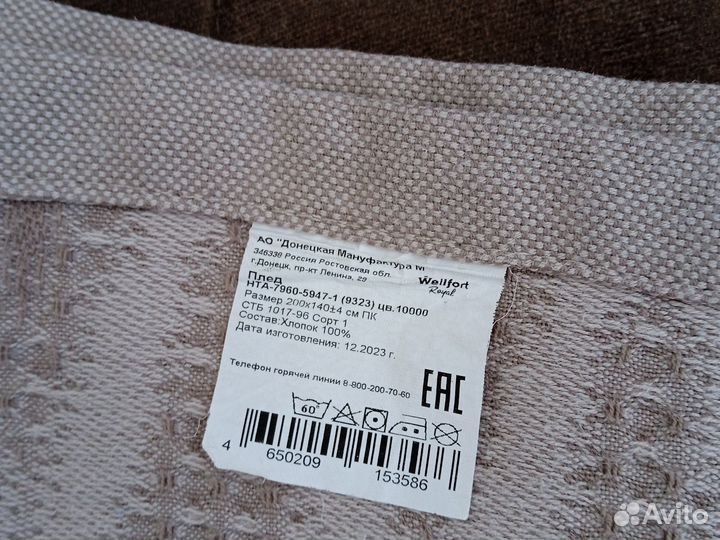 АО "Донецкая Мануфактура М
346338 Россия Ростовская обл.
г.Донецк, пр-кт Ленина, 29
Wellfort
Royal
Плед
НТА-7960-5947-1 (9323) цв.10000
Размер 200х140±4 см ПК
СТБ 1017-96 Сорт 1
Состав:Хлопок 100%
Дата изготовления: 12.2023 г.
Телефон горячей линии 8-800-200-70-60
EAC
60°
4 650209 153586
Avito